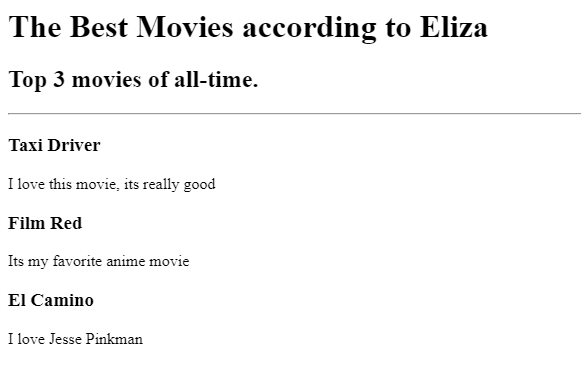 The Best Movies according to Eliza
Top 3 movies of all-time.
Taxi Driver
I love this movie, its really good
Film Red
Its my favorite anime movie
El Camino
I love Jesse Pinkman